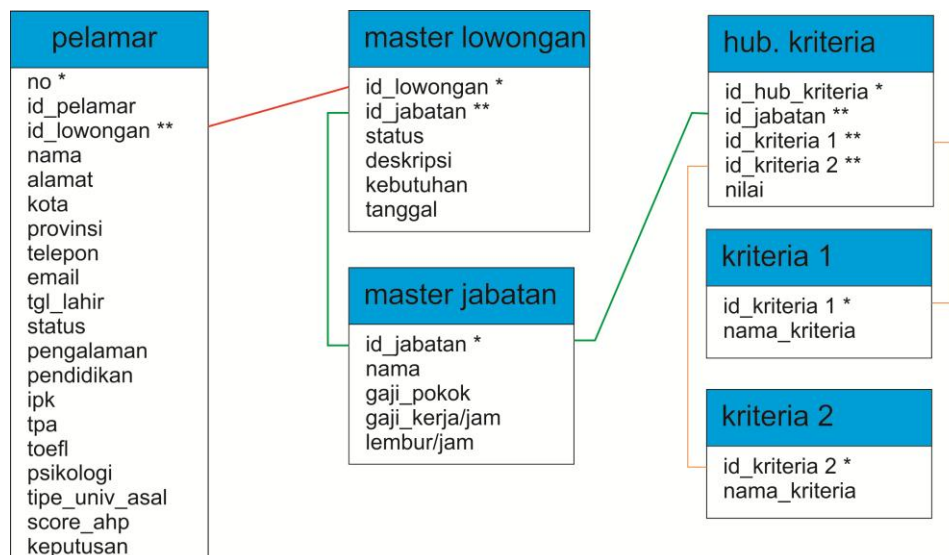 pelamar
no *
id_pelamar
id_lowongan **
nama
alamat
kota
provinsi
telepon
email
tgl_lahir
status
pengalaman
pendidikan
ipk
tpa
toefl
psikologi
tipe_univ_asal
score_ahp
keputusan
master lowongan
id_lowongan *
id_jabatan **
status
deskripsi
kebutuhan
tanggal
master jabatan
id_jabatan *
nama
gaji_pokok
gaji_kerja/jam
lembur/jam
hub. kriteria
id_hub_kriteria *
id_jabatan **
id_kriteria 1 **
id_kriteria 2 **
nilai
kriteria 1
id_kriteria 1 *
nama_kriteria
kriteria 2
id_kriteria 2 *
nama_kriteria